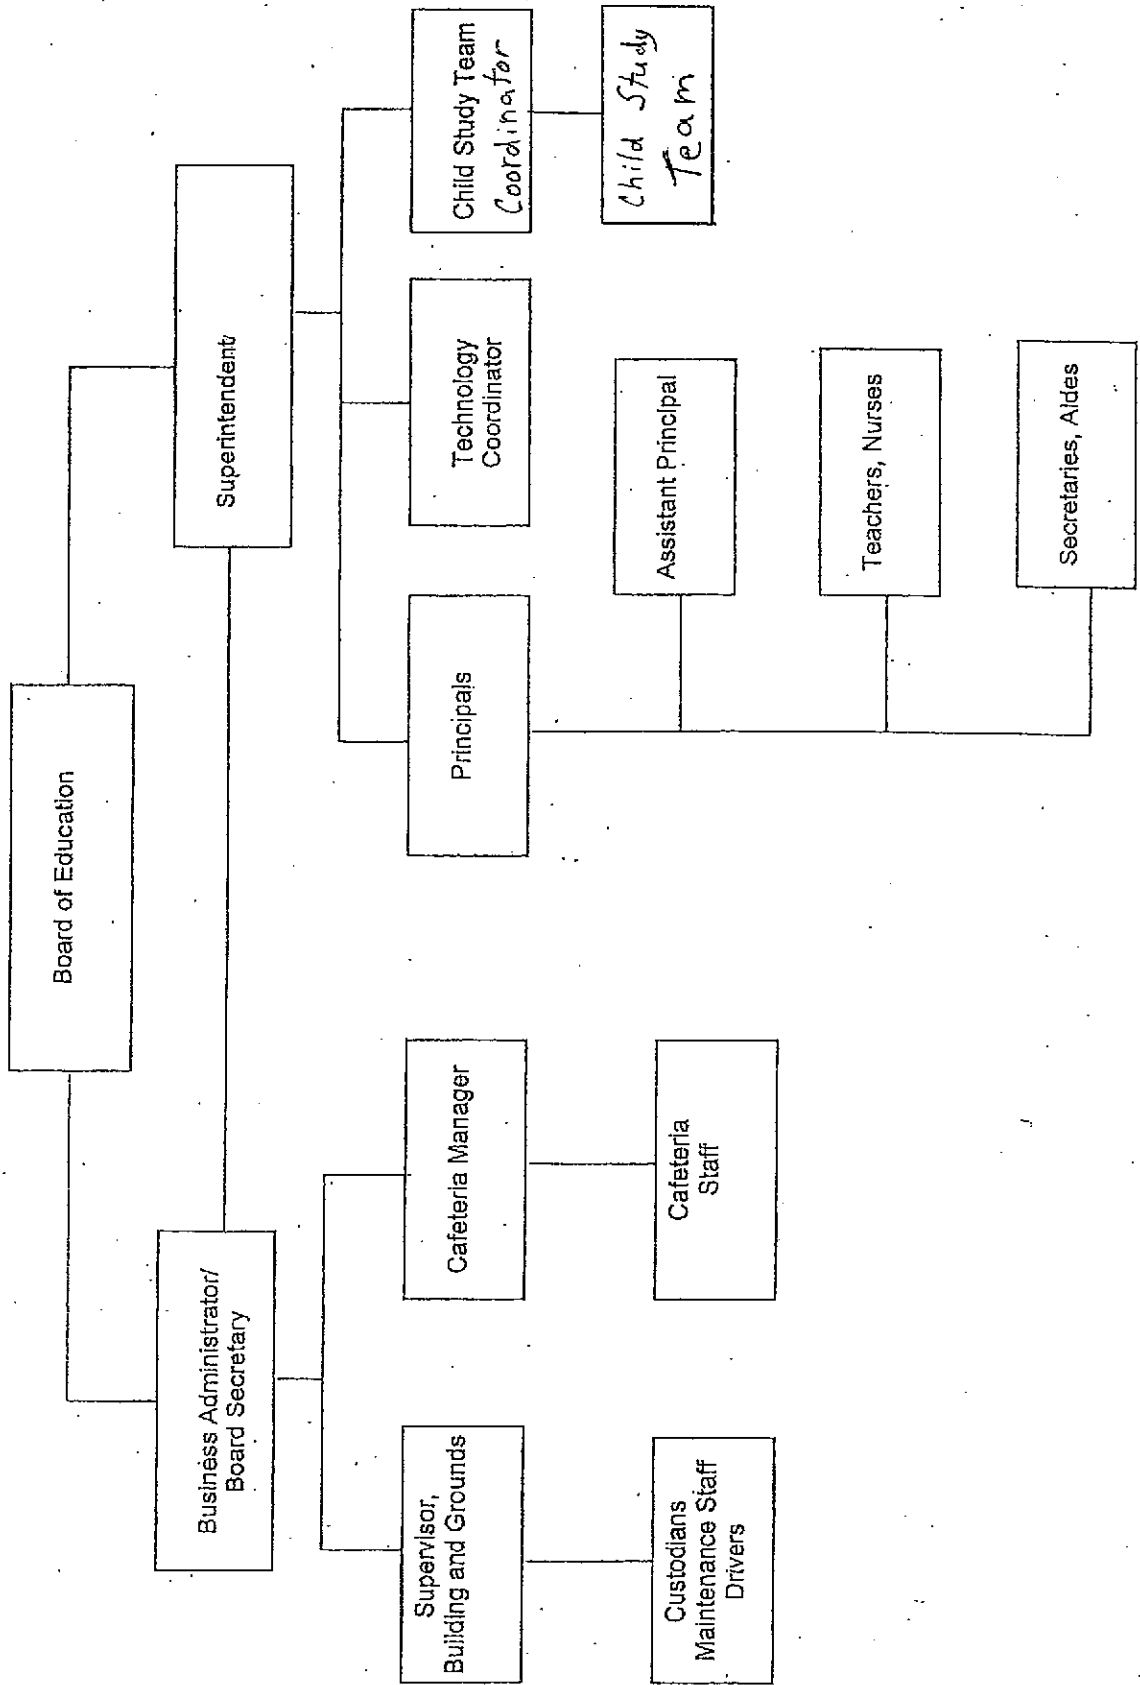 Board of Education
Business Administrator/
Board Secretary
Superintendent
Supervisor,
Building and Grounds
Cafeteria Manager
Principals
Technology
Coordinator
Child Study Team
Coordinator
Custodians
Maintenance Staff
Drivers
Cafeteria
Staff
Assistant Principal
Child Study
Team
Teachers, Nurses
Secretaries, Aides